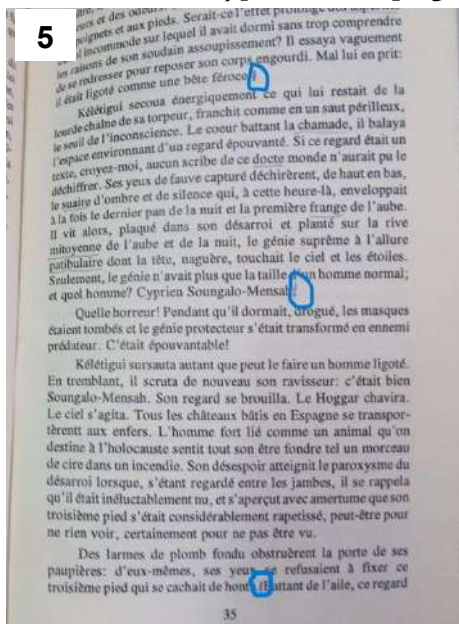 5
eurs et des odeurs
poignets et aux pieds. Serait-ce l'effet prolongé des
incommode sur lequel il avait dormi sans trop comprendre
les raisons de son soudain assoupissement? Il essaya vaguement
de se redresser pour reposer son corps engourdi. Mal lui en prit:
il était ligoté comme une bête féroce!
Kélétigui secoua énergiquement ce qui lui restait de la
lourde chaîne de sa torpeur, franchit comme en un saut périlleux,
le seuil de l'inconscience. Le coeur battant la chamade, il balaya
l'espace environnant d'un regard épouvanté. Si ce regard était un
texte, croyez-moi, aucun scribe de ce docte monde n'aurait pu le
déchiffrer. Ses yeux de fauve capturé déchirèrent, de haut en bas,
le suaire d'ombre et de silence qui, à cette heure-là, enveloppait
à la fois le dernier pan de la nuit et la première frange de l'aube.
Il vit alors, plaqué dans son désarroi et planté sur la rive
mitoyenne de l'aube et de la nuit, le génie suprême à l'allure
patibulaire dont la tête, naguère, touchait le ciel et les étoiles.
Seulement, le génie n'avait plus que la taille d'un homme normal;
et quel homme? Cyprien Soungalo-Mensah!
Quelle horreur! Pendant qu'il dormait, drogué, les masques
étaient tombés et le génie protecteur s'était transformé en ennemi
prédateur. C'était épouvantable!
Kélétigui sursauta autant que peut le faire un homme ligoté.
En tremblant, il scruta de nouveau son ravisseur: c'était bien
Soungalo-Mensah. Son regard se brouilla. Le Hoggar chavira.
Le ciel s'agita. Tous les châteaux bâtis en Espagne se transpor-
tèrentt aux enfers. L'homme fort lié comme un animal qu'on
destine à l'holocauste sentit tout son être fondre tel un morceau
de cire dans un incendie. Son désespoir atteignit le paroxysme du
désarroi lorsque, s'étant regardé entre les jambes, il se rappela
qu'il était inéluctablement nu, et s'aperçut avec amertume que son
troisième pied s'était considérablement rapetissé, peut-être pour
ne rien voir, certainement pour ne pas être vu.
Des larmes de plomb fondu obstruèrent la porte de ses
paupières: d'eux-mêmes, ses yeux se refusaient à fixer ce
troisième pied qui se cachait de honte. Battant de l'aile, ce regard
35